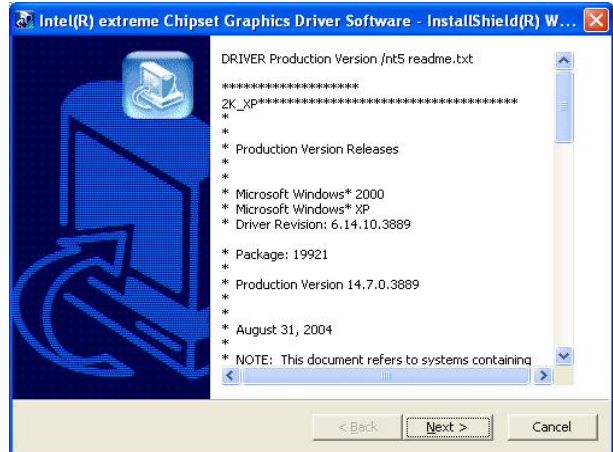 Intel(R) extreme Chipset Graphics Driver Software - InstallShield(R) W...
DRIVER Production Version /nt5 readme.txt
*******************
2K_XP************************************
*
*
* Production Version Releases
*
*
* Microsoft Windows* 2000
* Microsoft Windows* XP
* Driver Revision: 6.14.10.3889
* Package: 19921
*
* Production Version 14.7.0.3889
*
*
* August 31, 2004
*
* NOTE: This document refers to systems containing
< Back
Next >
Cancel